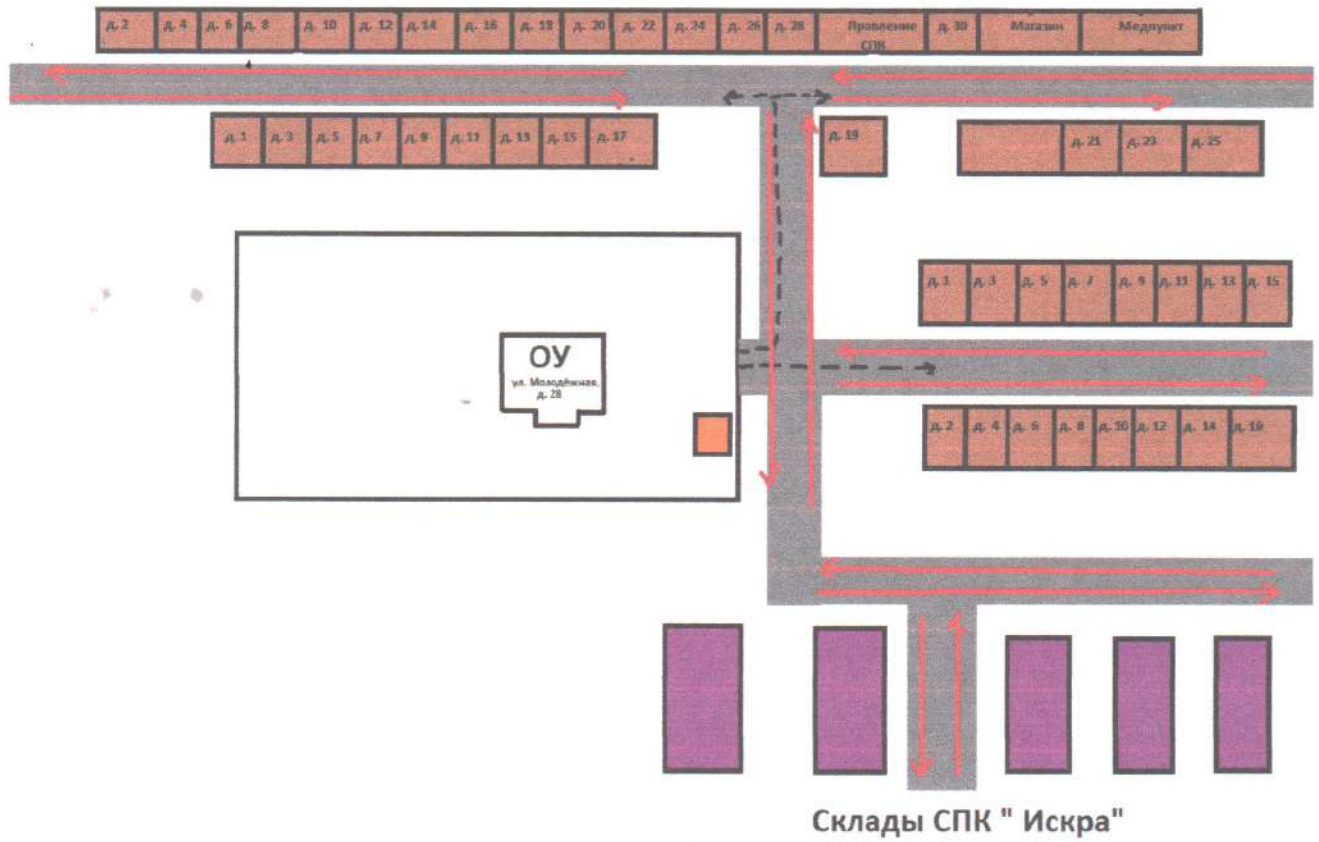 д. 2 д. 4 д. 6 д. 8 д. 10 д. 12 д. 14 д. 16 д. 18 д. 20 д. 22 д. 24 д. 26 д. 28 Правление СПК д. 30 Магазин Медпункт
д. 1 д. 3 д. 5 д. 7 д. 9 д. 11 д. 13 д. 15 д. 17 д. 19 д. 21 д. 23 д. 25
д. 1 д. 3 д. 5 д. 7 д. 9 д. 11 д. 13 д. 15
ОУ
ул. Молодёжная,
д. 28
д. 2 д. 4 д. 6 д. 8 д. 10 д. 12 д. 14 д. 16
Склады СПК " Искра"